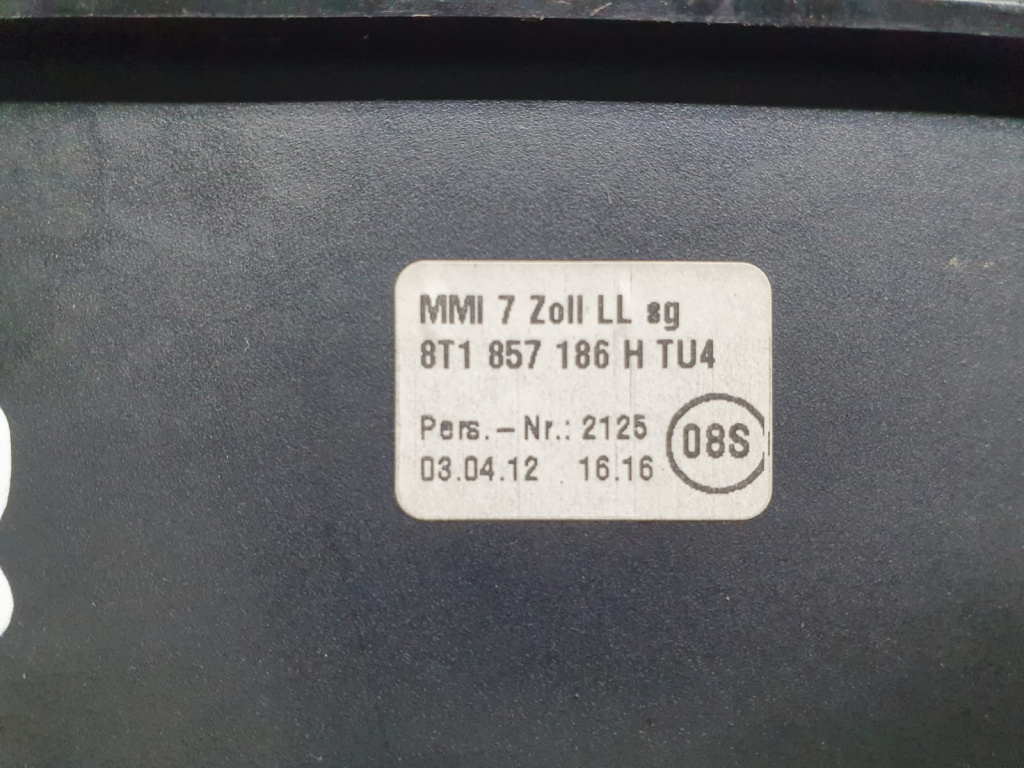 MMI 7 Zoll LL sg
8T1 857 186 H TU4
Pers.-Nr.: 2125
08S
03.04.12 16.16